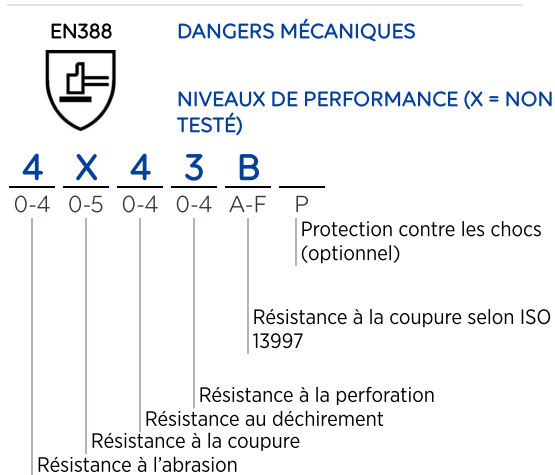 EN388
DANGERS MÉCANIQUES
NIVEAUX DE PERFORMANCE (X = NON
TESTÉ)
4 X 4 3 B
0-4 0-5 0-4 0-4 A-F P
Protection contre les chocs
(optionnel)
Résistance à la coupure selon ISO
13997
Résistance à la perforation
Résistance au déchirement
Résistance à la coupure
Résistance à l'abrasion